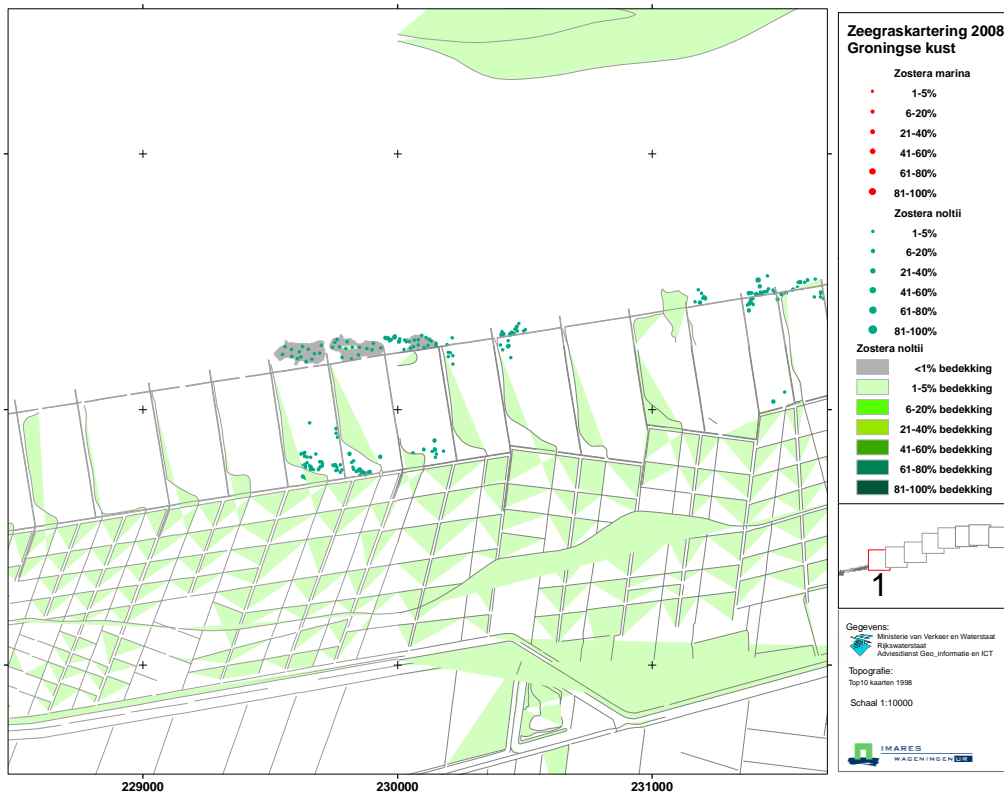 Zeegraskartering 2008
Groningse kust
Zostera marina
1-5%
6-20%
21-40%
41-60%
61-80%
81-100%
Zostera noltii
1-5%
6-20%
21-40%
41-60%
61-80%
81-100%
Zostera noltii
<1% bedekking
1-5% bedekking
6-20% bedekking
21-40% bedekking
41-60% bedekking
61-80% bedekking
81-100% bedekking
1
Gegevens:
Ministerie van Verkeer en Waterstaat
Rijkswaterstaat
Adviesdienst Geo_informatie en ICT
Topografie:
Top10 kaarten 1998
Schaal 1:10000
IMARES
WAGENINGEN UR
229000 230000 231000